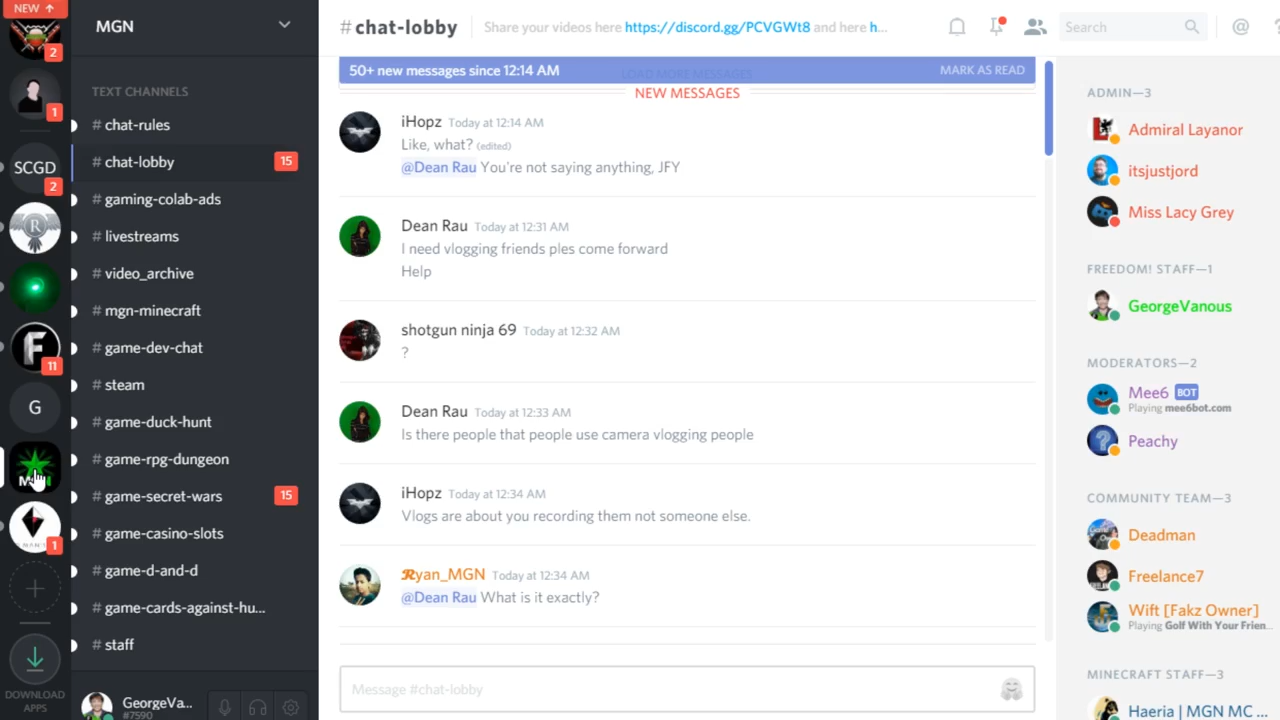 NEW ↑
2
1
SCGD
2
R
F
11
G
1
DOWNLOAD
APPS
MGN
TEXT CHANNELS
# chat-rules
# chat-lobby 15
# gaming-colab-ads
# livestreams
# video_archive
# mgn-minecraft
# game-dev-chat
# steam
# game-duck-hunt
# game-rpg-dungeon
# game-secret-wars 15
# game-casino-slots
# game-d-and-d
# game-cards-against-hu...
# staff
GeorgeVa...
#7590
# chat-lobby
Share your videos here https://discord.gg/PCVGWt8 and here h...
Search
@
?
50+ new messages since 12:14 AM
LOAD MORE MESSAGES
MARK AS READ
NEW MESSAGES
iHopz Today at 12:14 AM
Like, what? (edited)
@Dean Rau You're not saying anything, JFY
Dean Rau Today at 12:31 AM
I need vlogging friends ples come forward
Help
shotgun ninja 69 Today at 12:32 AM
?
Dean Rau Today at 12:33 AM
Is there people that people use camera vlogging people
iHopz Today at 12:34 AM
Vlogs are about you recording them not someone else.
Ryan_MGN Today at 12:34 AM
@Dean Rau What is it exactly?
Message #chat-lobby
ADMIN—3
Admiral Layanor
itsjustjord
Miss Lacy Grey
FREEDOM! STAFF—1
GeorgeVanous
MODERATORS—2
Mee6 BOT
Playing mee6bot.com
Peachy
COMMUNITY TEAM—3
Deadman
Freelance7
Wift [Fakz Owner]
Playing Golf With Your Frien...
MINECRAFT STAFF—3
Haeria | MGN MC ...